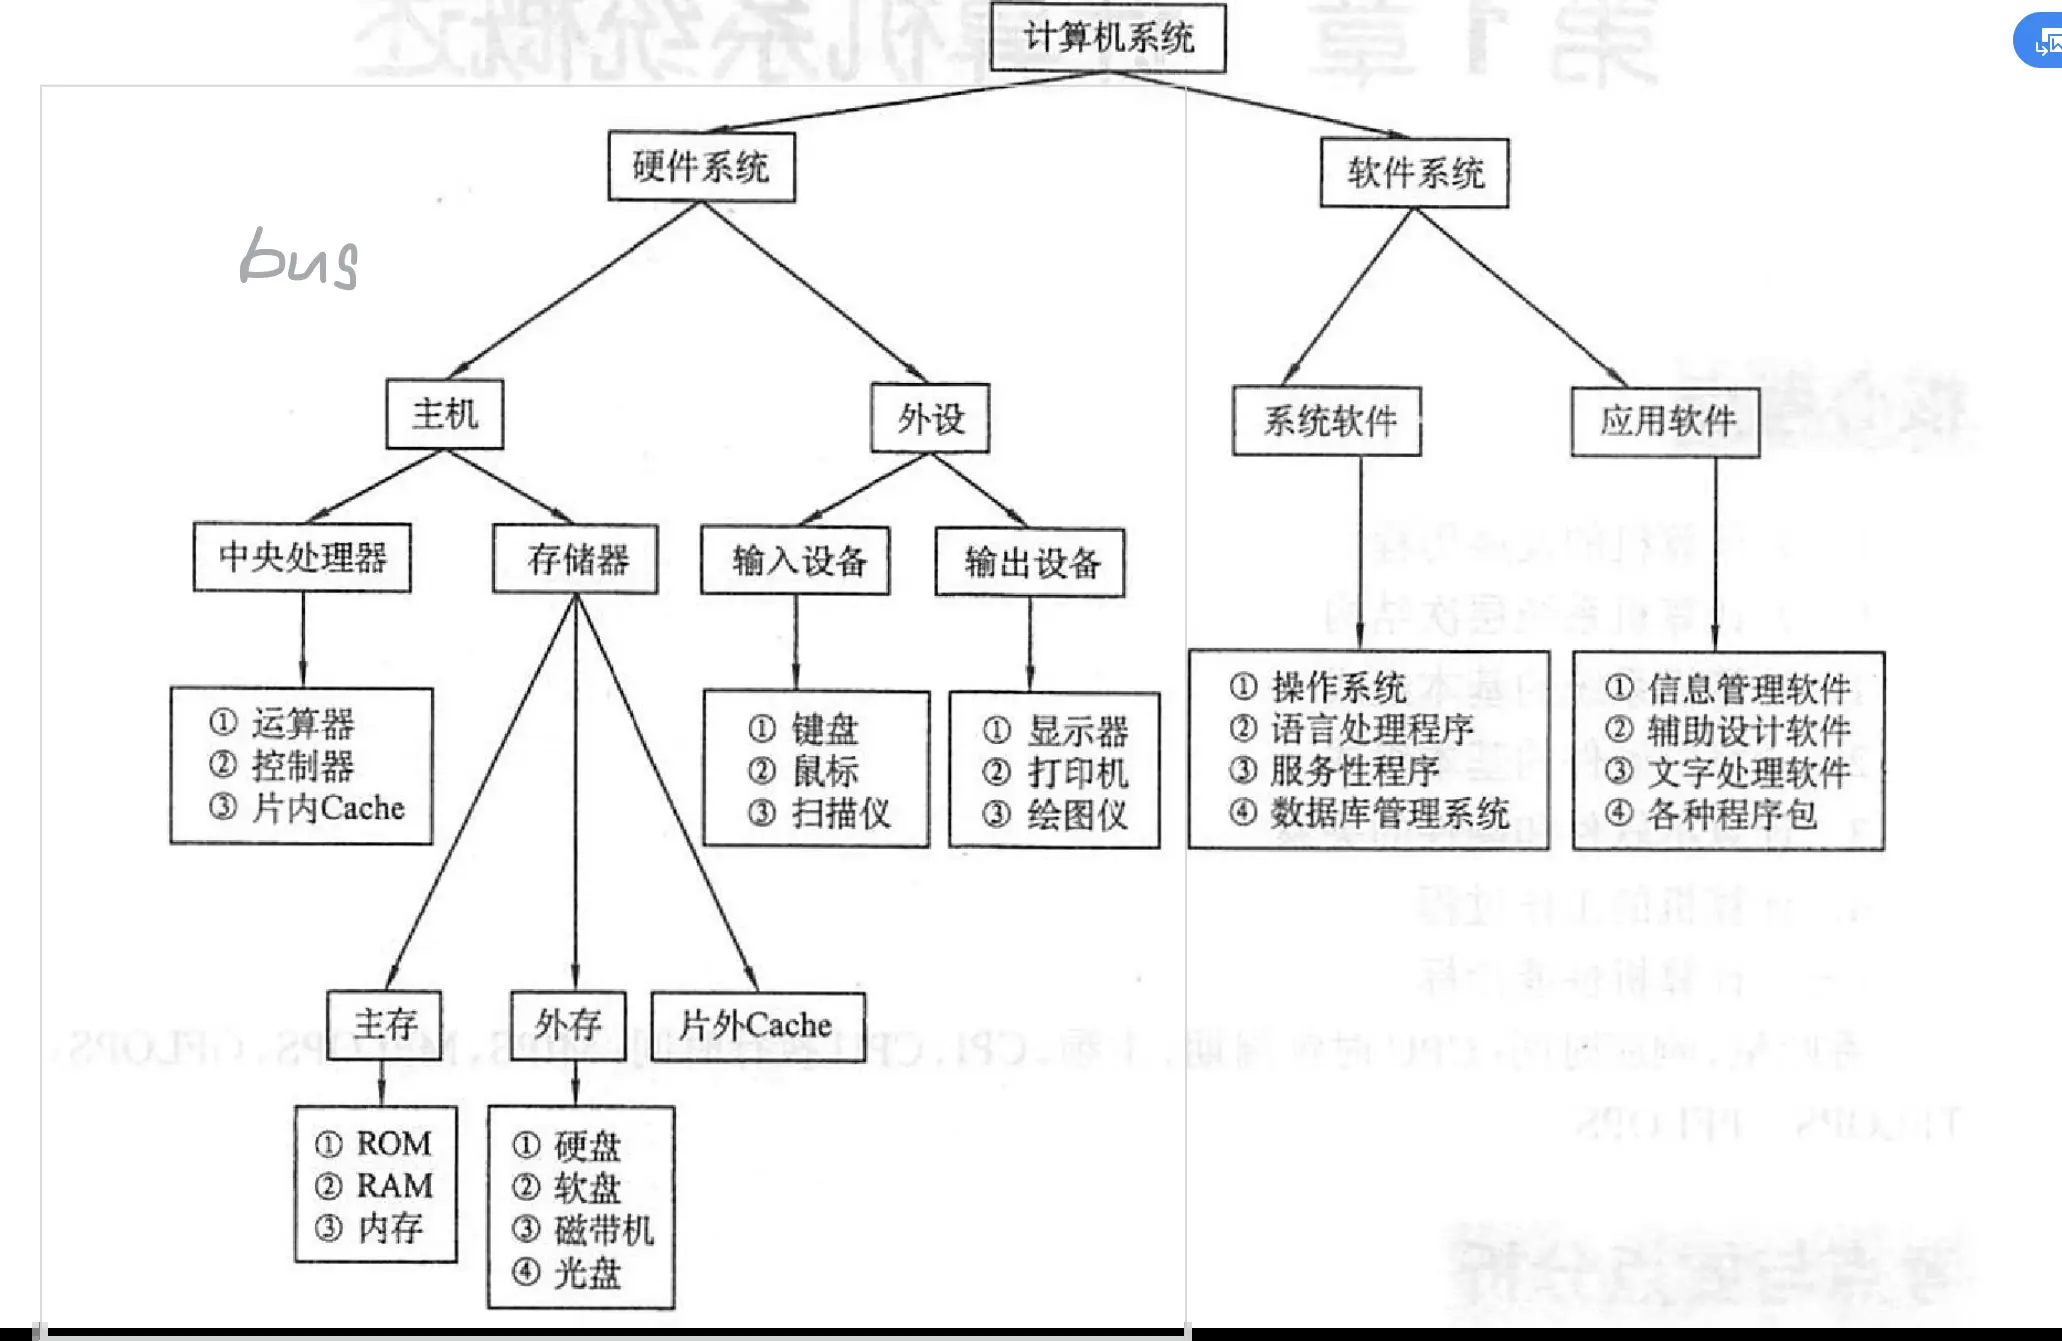 计算机系统
硬件系统
软件系统
bus
主机
外设
系统软件
应用软件
中央处理器
存储器
输入设备
输出设备
① 运算器
② 控制器
③ 片内Cache
① 键盘
② 鼠标
③ 扫描仪
① 显示器
② 打印机
③ 绘图仪
① 操作系统
② 语言处理程序
③ 服务性程序
④ 数据库管理系统
① 信息管理软件
② 辅助设计软件
③ 文字处理软件
④ 各种程序包
主存
外存
片外Cache
① ROM
② RAM
③ 内存
① 硬盘
② 软盘
③ 磁带机
④ 光盘